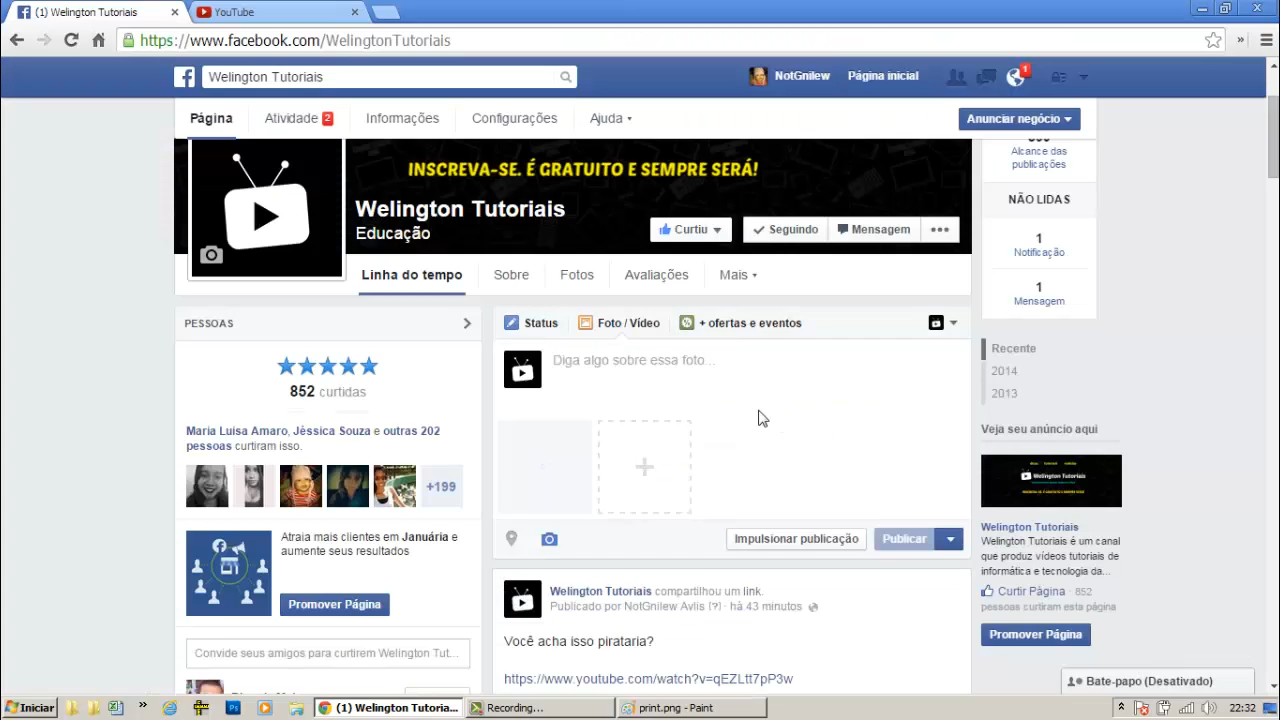 (1) Welington Tutoriais
YouTube
https://www.facebook.com/WelingtonTutoriais
Welington Tutoriais
NotGnilew
Página inicial
1
Página
Atividade 2
Informações
Configurações
Ajuda
Anunciar negócio
INSCREVA-SE. É GRATUITO E SEMPRE SERÁ!
Welington Tutoriais
Educação
Curtiu
Seguindo
Mensagem
Linha do tempo
Sobre
Fotos
Avaliações
Mais
Alcance das
publicações
NÃO LIDAS
1
Notificação
1
Mensagem
PESSOAS
852 curtidas
Maria Luisa Amaro, Jèssica Souza e outras 202
pessoas curtiram isso.
+199
Atraia mais clientes em Januária e
aumente seus resultados
Promover Página
Convide seus amigos para curtirem Welington Tut...
Status
Foto / Vídeo
+ ofertas e eventos
Diga algo sobre essa foto...
Impulsionar publicação
Publicar
Welington Tutoriais compartilhou um link.
Publicado por NotGnilew Avlis [?] · há 43 minutos
Você acha isso pirataria?
https://www.youtube.com/watch?v=qEZLtt7pP3w
Recente
2014
2013
Veja seu anúncio aqui
Welington Tutoriais
Welington Tutoriais
Welington Tutoriais é um canal
que produz vídeos tutoriais de
informática e tecnologia da...
Curtir Página · 852
pessoas curtiram esta página
Promover Página
Bate-papo (Desativado)
Iniciar
(1) Welington Tutoria...
Recording...
print.png - Paint
22:32